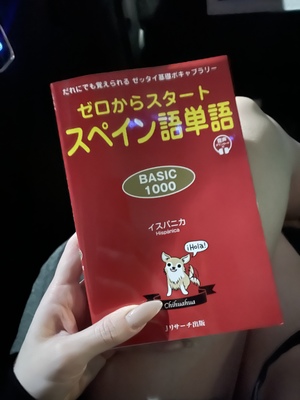 だれにでも覚えられる ゼッタイ基礎ボキャブラリー
ゼロからスタート
スペイン語単語
BASIC
1000
イスパニカ
Hispánica
¡Hola!
Chihuahua
Jリサーチ出版